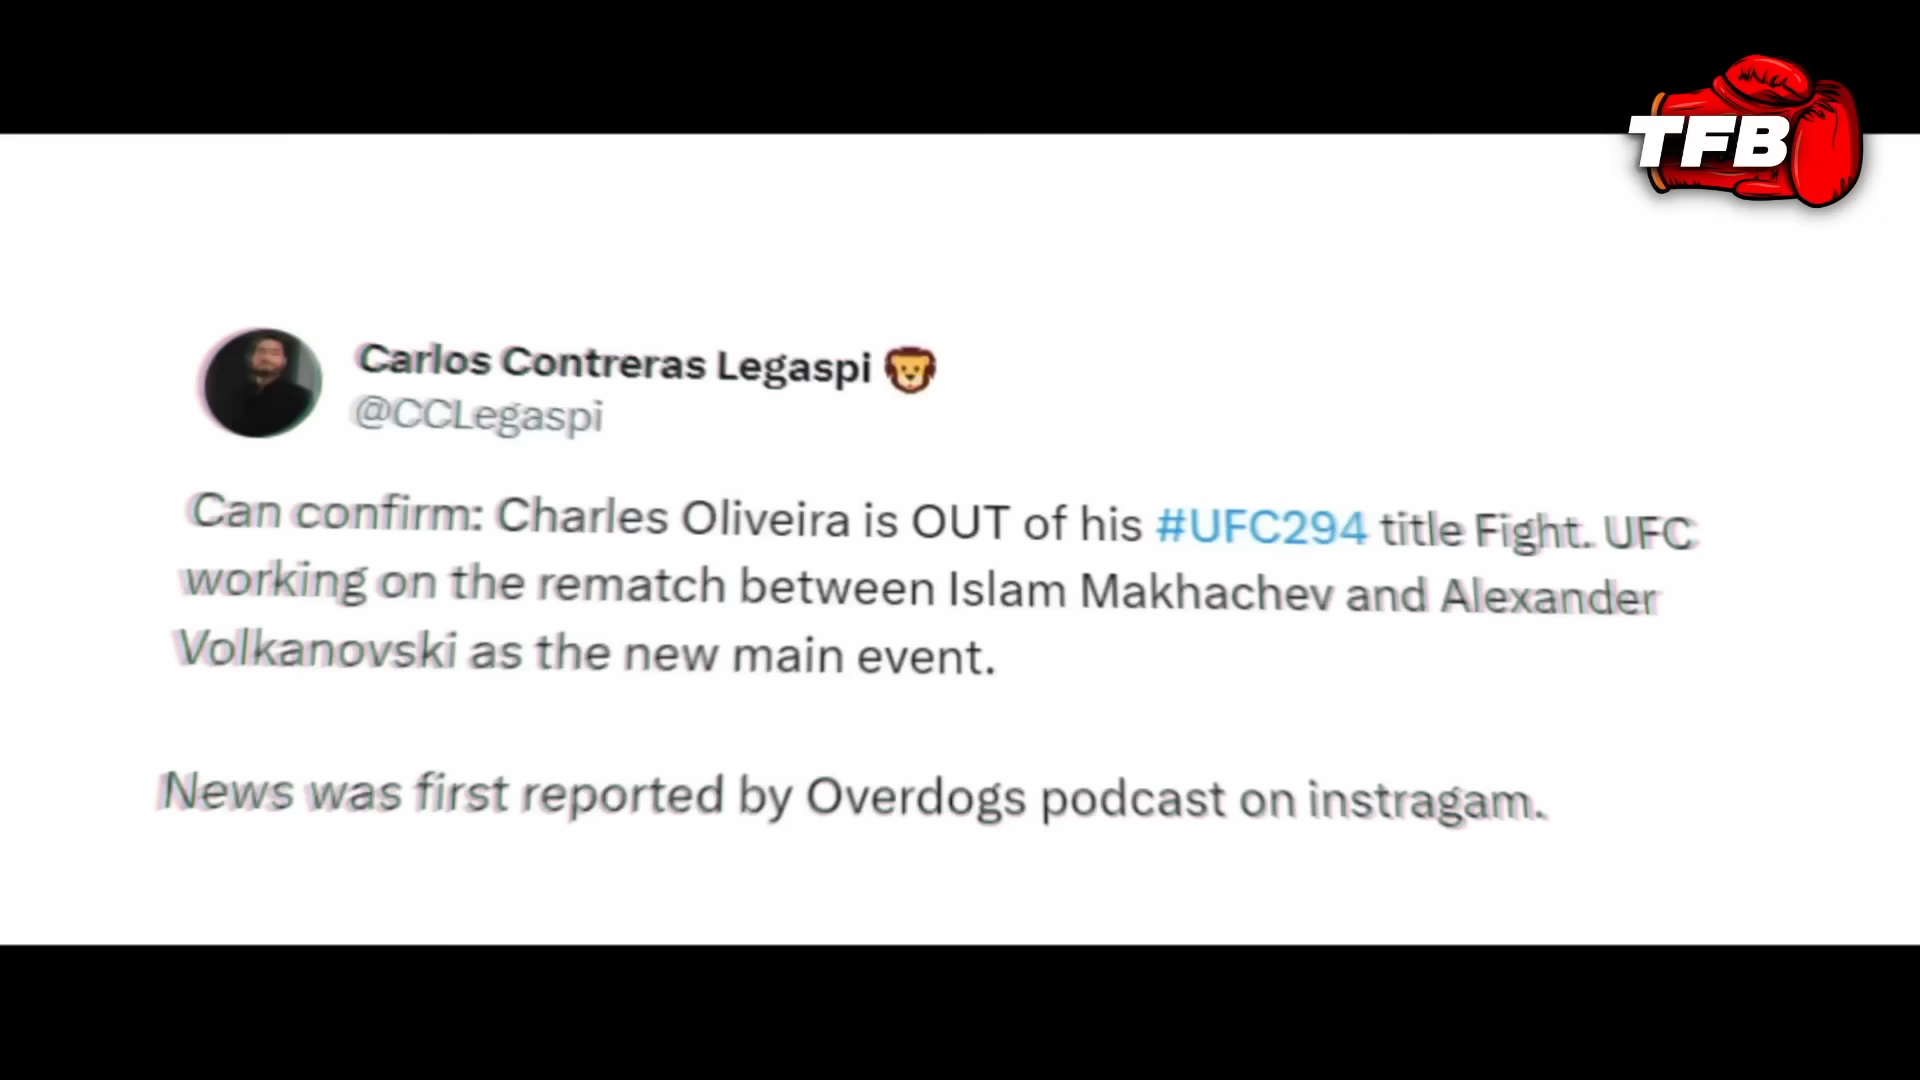 TFB
Carlos Contreras Legaspi 🦁
@CCLegaspi
Can confirm: Charles Oliveira is OUT of his #UFC294 title Fight. UFC
working on the rematch between Islam Makhachev and Alexander
Volkanovski as the new main event.
News was first reported by Overdogs podcast on instragam.